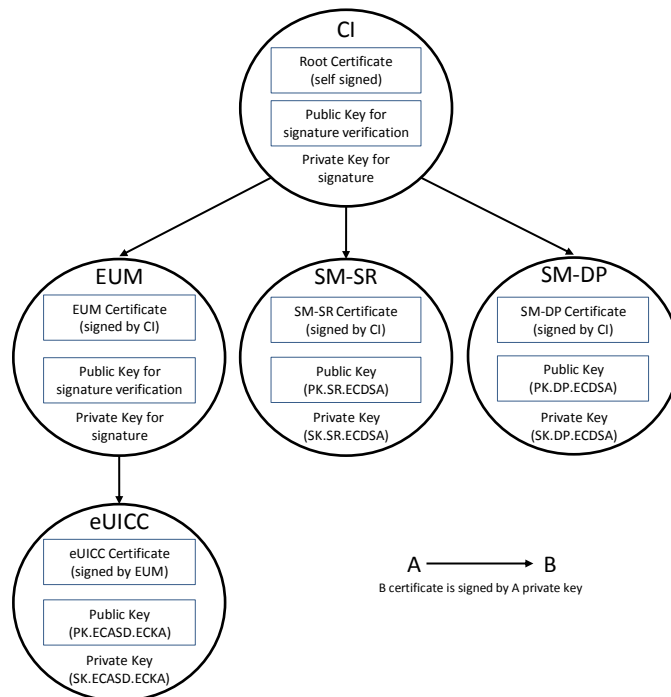 CI
Root Certificate
(self signed)
Public Key for
signature verification
Private Key for
signature
EUM
EUM Certificate
(signed by CI)
Public Key for
signature verification
Private Key for
signature
SM-SR
SM-SR Certificate
(signed by CI)
Public Key
(PK.SR.ECDSA)
Private Key
(SK.SR.ECDSA)
SM-DP
SM-DP Certificate
(signed by CI)
Public Key
(PK.DP.ECDSA)
Private Key
(SK.DP.ECDSA)
eUICC
eUICC Certificate
(signed by EUM)
Public Key
(PK.ECASD.ECKA)
Private Key
(SK.ECASD.ECKA)
A B
B certificate is signed by A private key